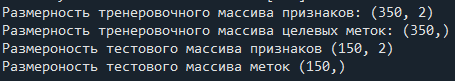 Размерность тренеровочного массива признаков: (350, 2)
Размерность тренеровочного массива целевых меток: (350,)
Размероность тестового массива признаков (150, 2)
Размероность тестового массива меток (150,)